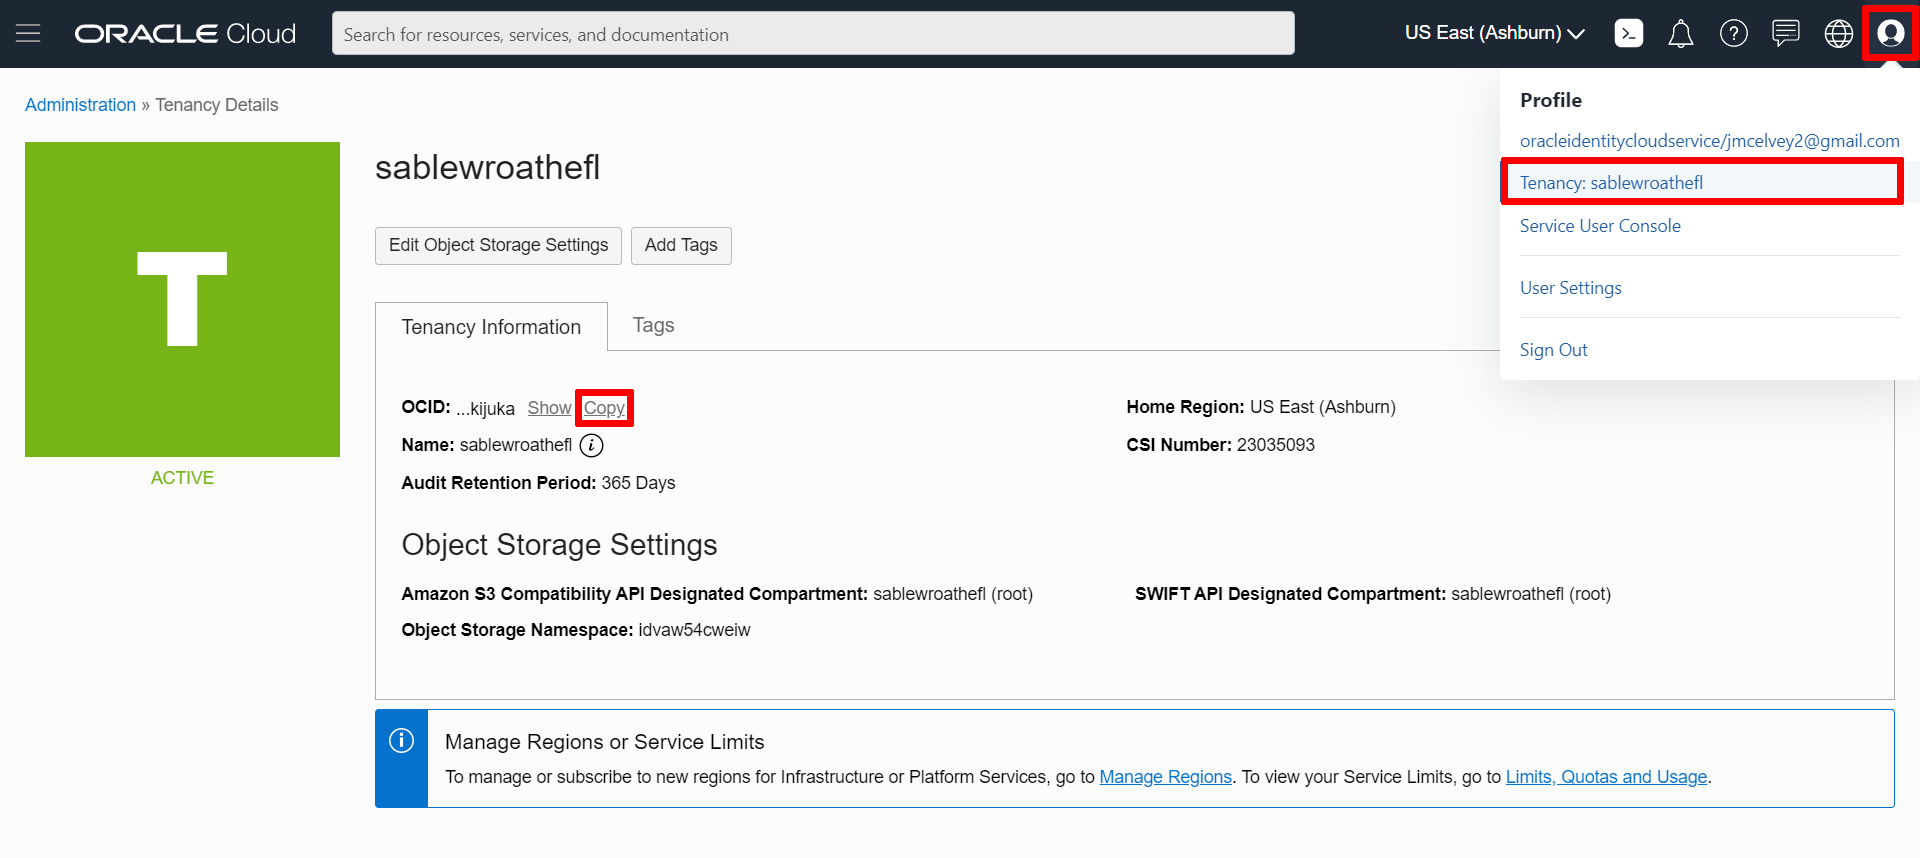 ORACLE Cloud
Search for resources, services, and documentation
US East (Ashburn)
Profile
oracleidentitycloudservice/jmcelvey2@gmail.com
Tenancy: sablewroathefl
Service User Console
User Settings
Sign Out
Administration » Tenancy Details
T
ACTIVE
sablewroathefl
Edit Object Storage Settings Add Tags
Tenancy Information Tags
OCID: ...kijuka Show Copy
Home Region: US East (Ashburn)
Name: sablewroathefl
CSI Number: 23035093
Audit Retention Period: 365 Days
Object Storage Settings
Amazon S3 Compatibility API Designated Compartment: sablewroathefl (root)
SWIFT API Designated Compartment: sablewroathefl (root)
Object Storage Namespace: idvaw54cweiw
Manage Regions or Service Limits
To manage or subscribe to new regions for Infrastructure or Platform Services, go to Manage Regions. To view your Service Limits, go to Limits, Quotas and Usage.